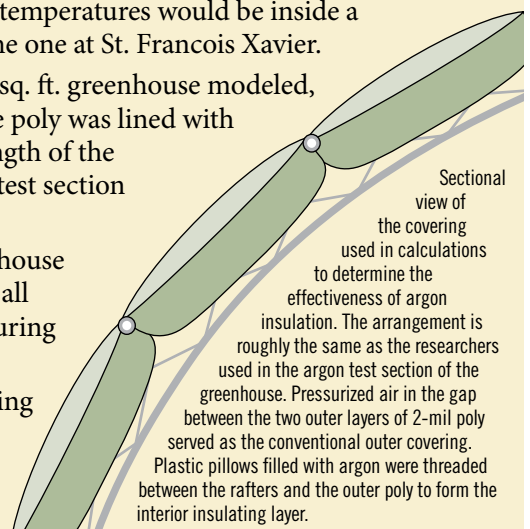 temperatures would be inside a
ne one at St. Francois Xavier.
sq. ft. greenhouse modeled,
e poly was lined with
ngth of the
test section
house
all
uring
ing
Sectional
view of
the covering
used in calculations
to determine the
effectiveness of argon
insulation. The arrangement is
roughly the same as the researchers
used in the argon test section of the
greenhouse. Pressurized air in the gap
between the two outer layers of 2-mil poly
served as the conventional outer covering.
Plastic pillows filled with argon were threaded
between the rafters and the outer poly to form the
interior insulating layer.